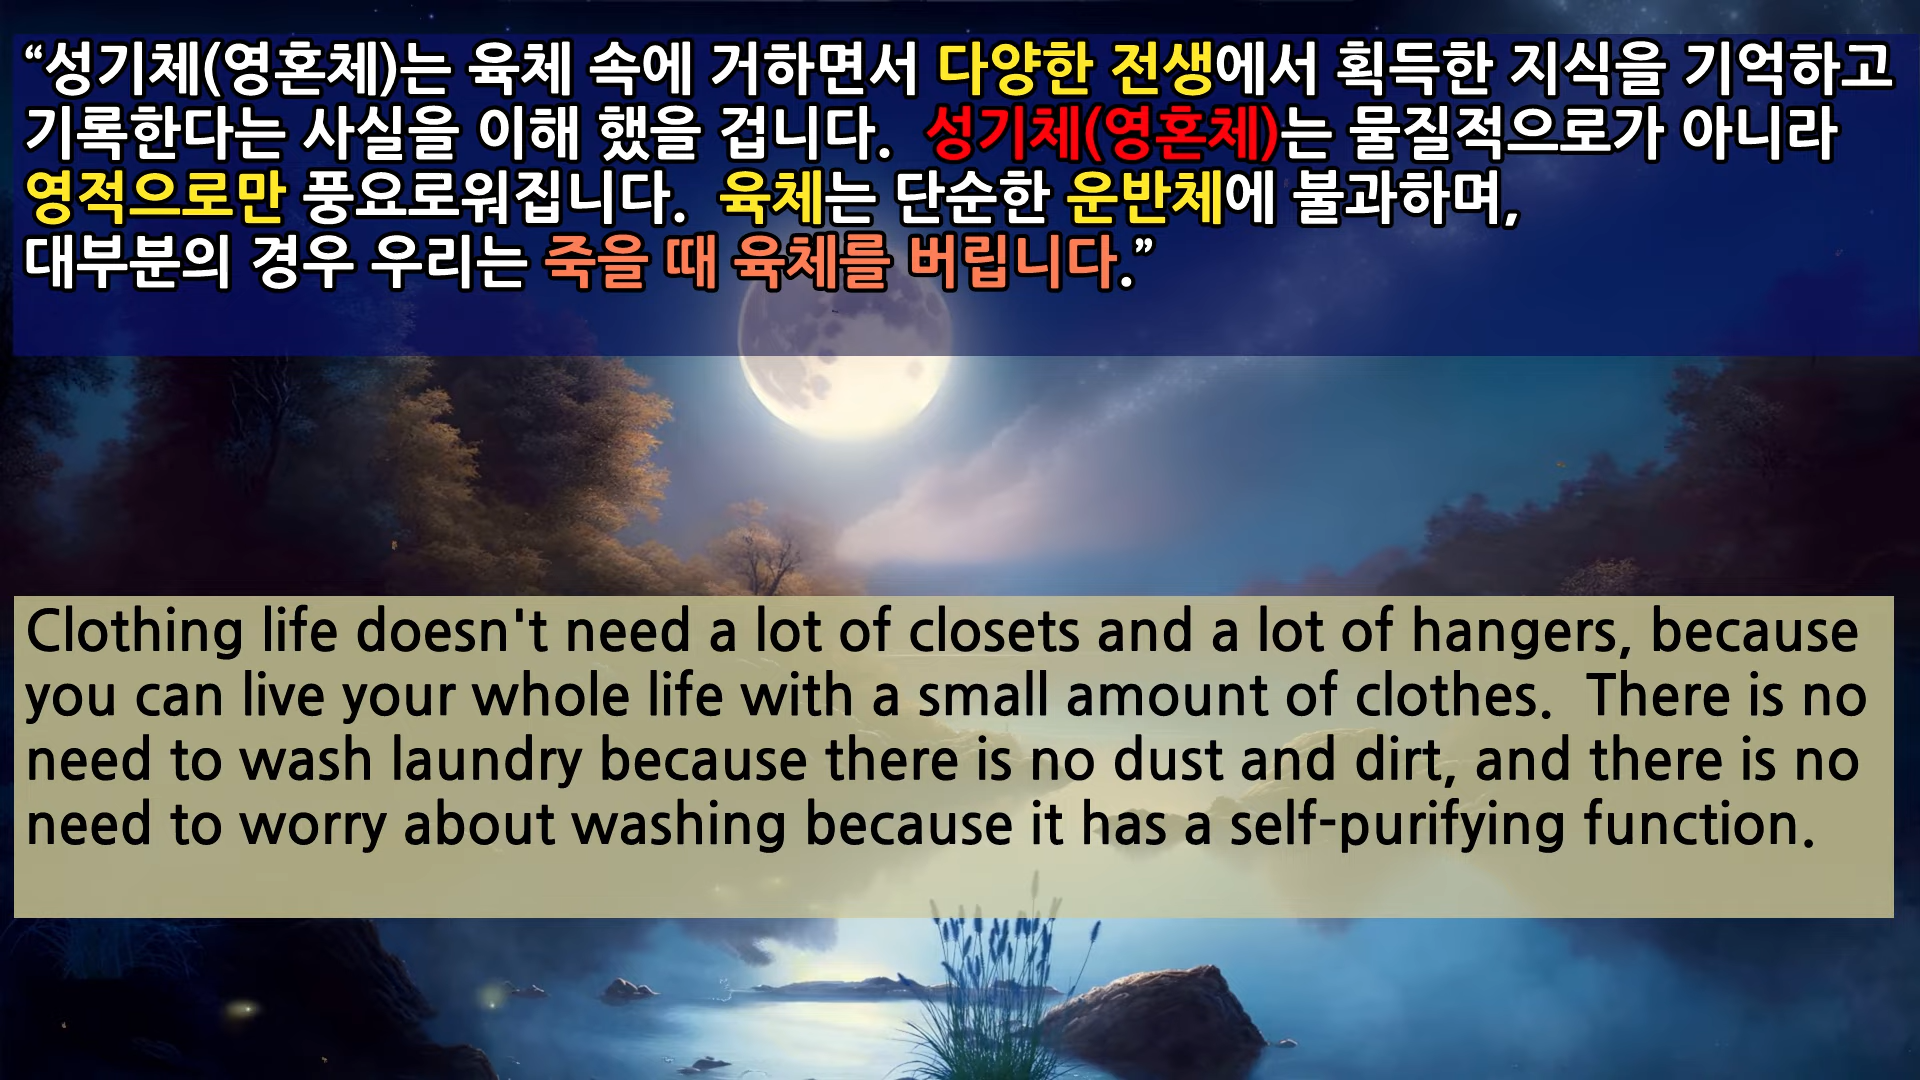 “성기체(영혼체)는 육체 속에 거하면서 다양한 전생에서 획득한 지식을 기억하고
기록한다는 사실을 이해 했을 겁니다. 성기체(영혼체)는 물질적으로가 아니라
영적으로만 풍요로워집니다. 육체는 단순한 운반체에 불과하며,
대부분의 경우 우리는 죽을 때 육체를 버립니다.”
Clothing life doesn't need a lot of closets and a lot of hangers, because
you can live your whole life with a small amount of clothes. There is no
need to wash laundry because there is no dust and dirt, and there is no
need to worry about washing because it has a self-purifying function.